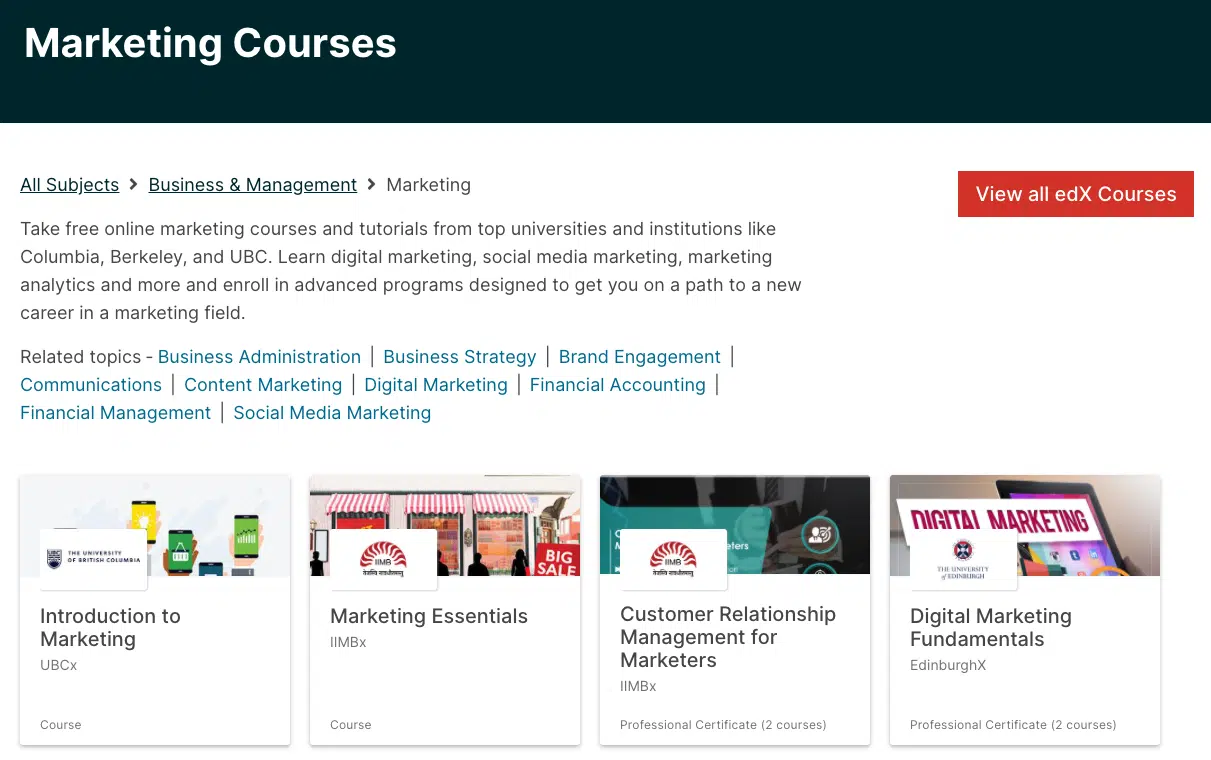 Marketing Courses
All Subjects > Business & Management > Marketing
View all edX Courses
Take free online marketing courses and tutorials from top universities and institutions like
Columbia, Berkeley, and UBC. Learn digital marketing, social media marketing, marketing
analytics and more and enroll in advanced programs designed to get you on a path to a new
career in a marketing field.
Related topics - Business Administration | Business Strategy | Brand Engagement |
Communications | Content Marketing | Digital Marketing | Financial Accounting |
Financial Management | Social Media Marketing
THE UNIVERSITY
OF BRITISH COLUMBIA
Introduction to
Marketing
UBCx
Course
BIG
SALE
IIMB
Marketing Essentials
IIMBx
Course
IIMB
Customer Relationship
Management for
Marketers
IIMBx
Professional Certificate (2 courses)
DIGITAL MARKETING
THE UNIVERSITY
of EDINBURGH
Digital Marketing
Fundamentals
EdinburghX
Professional Certificate (2 courses)